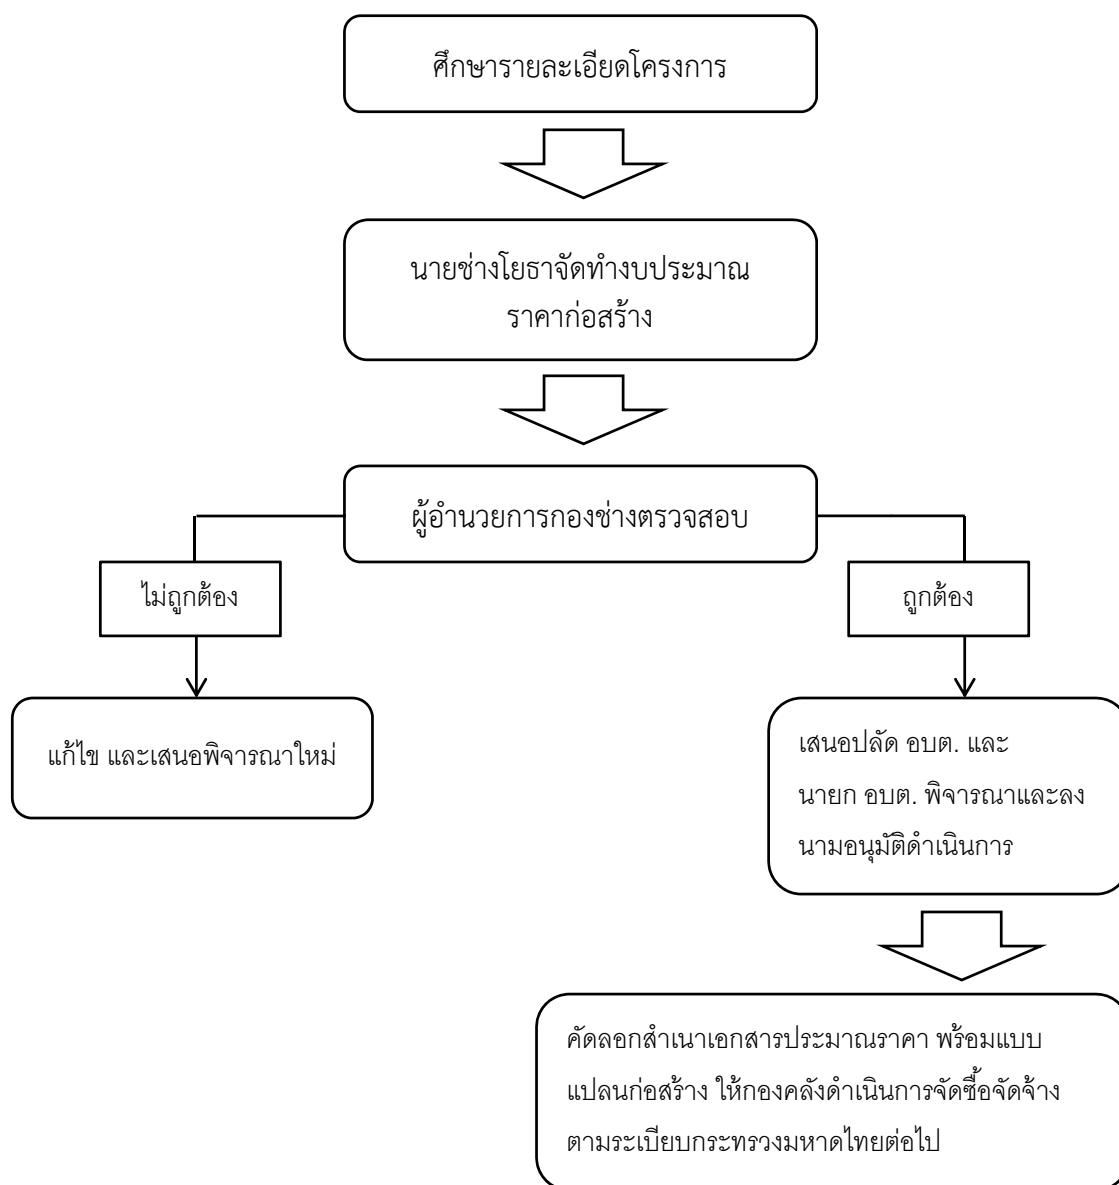 ศึกษารายละเอียดโครงการ
นายช่างโยธาจัดทำงบประมาณ
ราคาก่อสร้าง
ผู้อำนวยการกองช่างตรวจสอบ
ไม่ถูกต้อง
ถูกต้อง
แก้ไข และเสนอพิจารณาใหม่
เสนอปลัด อบต. และ
นายก อบต. พิจารณาและลง
นามอนุมัติดำเนินการ
คัดลอกสำเนาเอกสารประมาณราคา พร้อมแบบ
แปลนก่อสร้าง ให้กองคลังดำเนินการจัดซื้อจัดจ้าง
ตามระเบียบกระทรวงมหาดไทยต่อไป